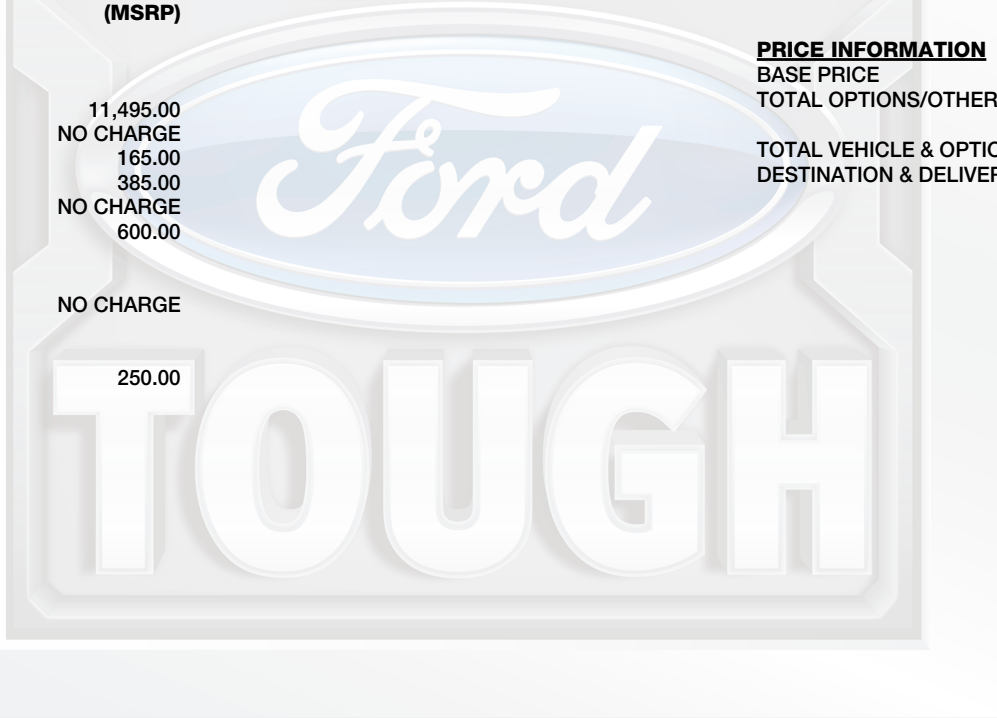 (MSRP)
11,495.00
NO CHARGE
165.00
385.00
NO CHARGE
600.00
NO CHARGE
250.00
PRICE INFORMATION
BASE PRICE
TOTAL OPTIONS/OTHER
TOTAL VEHICLE & OPTIO
DESTINATION & DELIVER
Ford
TOUGH